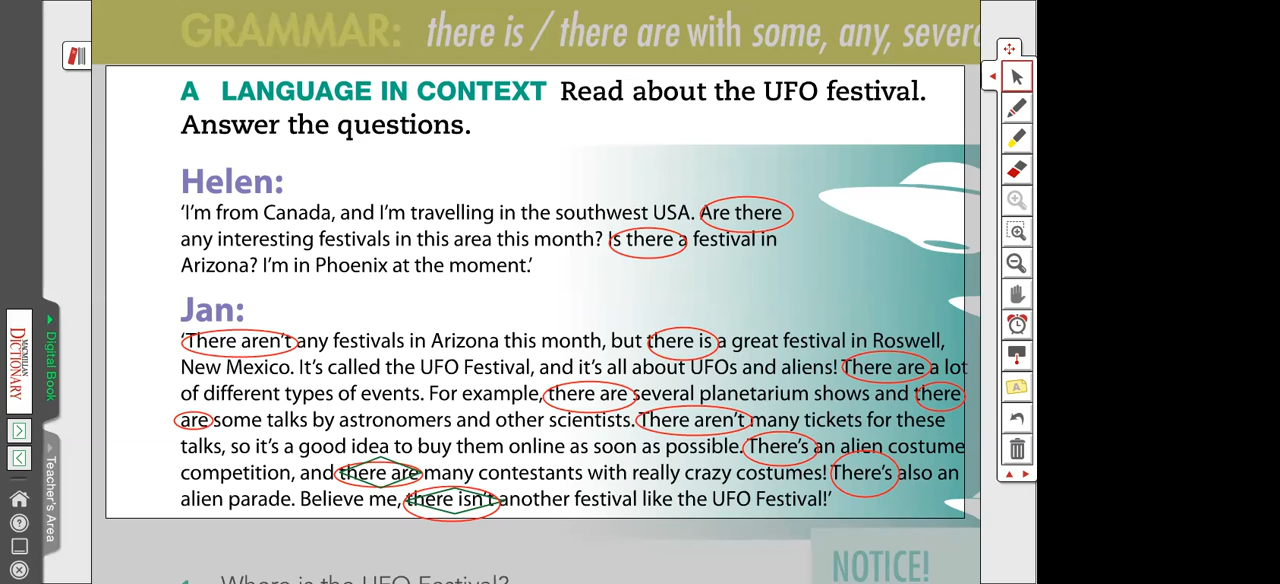 GRAMMAR: there is / there are with some, any, severa
A LANGUAGE IN CONTEXT Read about the UFO festival.
Answer the questions.
Helen:
‘I'm from Canada, and I'm travelling in the southwest USA. Are there
any interesting festivals in this area this month? Is there a festival in
Arizona? I'm in Phoenix at the moment.’
Jan:
‘There aren't any festivals in Arizona this month, but there is a great festival in Roswell,
New Mexico. It's called the UFO Festival, and it's all about UFOs and aliens! There are a lot
of different types of events. For example, there are several planetarium shows and there
are some talks by astronomers and other scientists. There aren't many tickets for these
talks, so it's a good idea to buy them online as soon as possible. There's an alien costume
competition, and there are many contestants with really crazy costumes! There's also an
alien parade. Believe me, there isn't another festival like the UFO Festival!’
NOTICE!
1 Where is the UFO Festival?
MACMILLAN
DICTIONARY
Digital Book
Teacher's Area
A